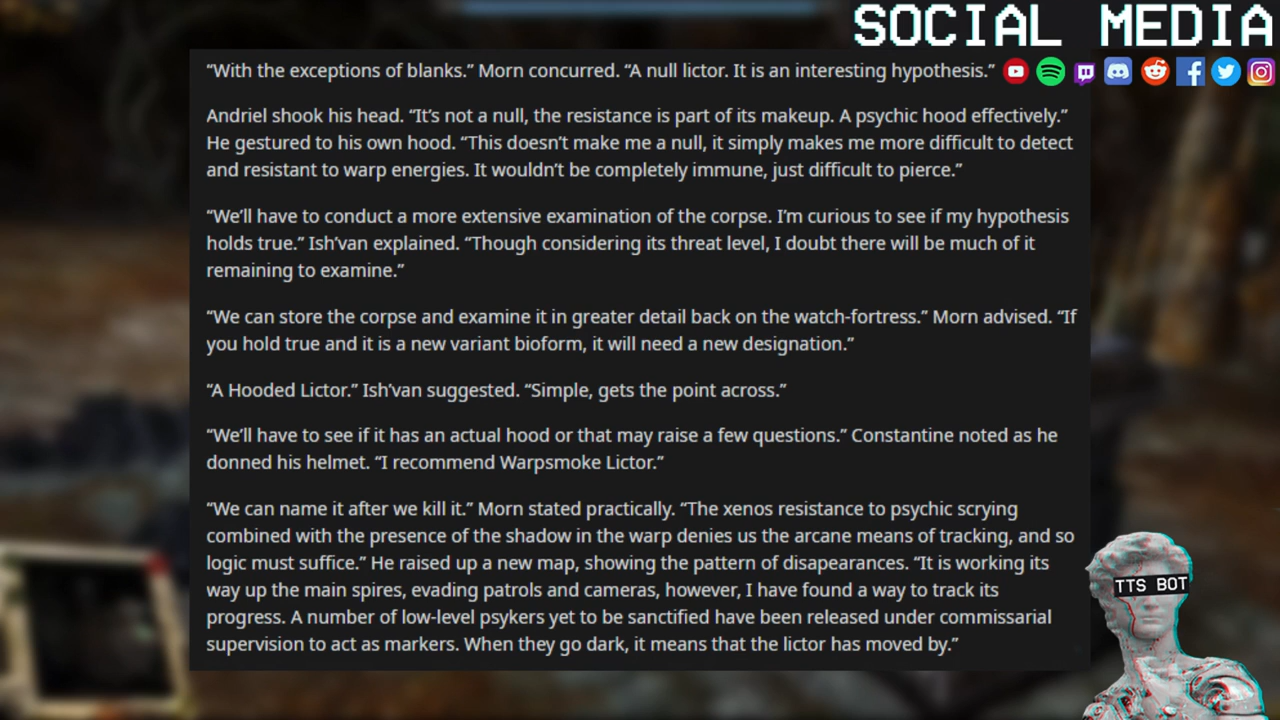 SOCIAL MEDIA
“With the exceptions of blanks.” Morn concurred. “A null lictor. It is an interesting hypothesis.”
Andriel shook his head. “It’s not a null, the resistance is part of its makeup. A psychic hood effectively.”
He gestured to his own hood. “This doesn’t make me a null, it simply makes me more difficult to detect
and resistant to warp energies. It wouldn’t be completely immune, just difficult to pierce.”
“We’ll have to conduct a more extensive examination of the corpse. I’m curious to see if my hypothesis
holds true.” Ish’van explained. “Though considering its threat level, I doubt there will be much of it
remaining to examine.”
“We can store the corpse and examine it in greater detail back on the watch-fortress.” Morn advised. “If
you hold true and it is a new variant bioform, it will need a new designation.”
“A Hooded Lictor.” Ish’van suggested. “Simple, gets the point across.”
“We’ll have to see if it has an actual hood or that may raise a few questions.” Constantine noted as he
donned his helmet. “I recommend Warpsmoke Lictor.”
“We can name it after we kill it.” Morn stated practically. “The xenos resistance to psychic scrying
combined with the presence of the shadow in the warp denies us the arcane means of tracking, and so
logic must suffice.” He raised up a new map, showing the pattern of disapearances. “It is working its
way up the main spires, evading patrols and cameras, however, I have found a way to track its
progress. A number of low-level psykers yet to be sanctified have been released under commissarial
supervision to act as markers. When they go dark, it means that the lictor has moved by.”
TTS BOT